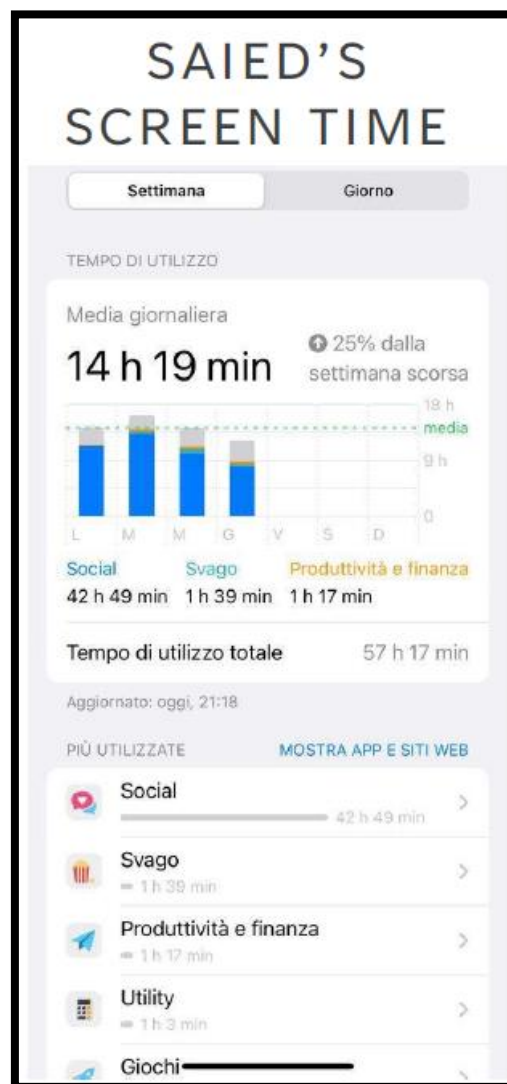 SAIED'S
SCREEN TIME
Settimana Giorno
TEMPO DI UTILIZZO
Media giornaliera
14 h 19 min
25% dalla
settimana scorsa
18 h
media
9 h
0
L M M G V S D
Social Svago Produttività e finanza
42 h 49 min 1 h 39 min 1 h 17 min
Tempo di utilizzo totale 57 h 17 min
Aggiornato: oggi, 21:18
PIÙ UTILIZZATE MOSTRA APP E SITI WEB
Social
42 h 49 min
Svago
1 h 39 min
Produttività e finanza
1 h 17 min
Utility
1 h 3 min
Giochi